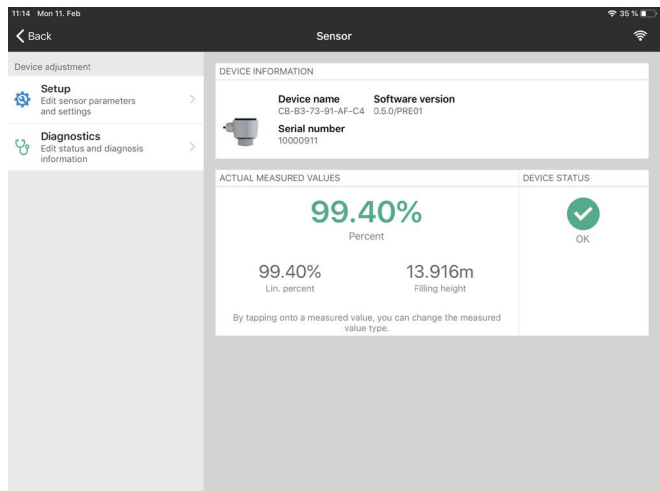 11:14 Mon 11. Feb
35 %
Back
Sensor
Device adjustment
Setup
Edit sensor parameters
and settings
Diagnostics
Edit status and diagnosis
information
DEVICE INFORMATION
Device name
CB-B3-73-91-AF-C4
Software version
0.5.0/PRE01
Serial number
10000911
ACTUAL MEASURED VALUES
99.40%
Percent
99.40%
Lin. percent
13.916m
Filling height
By tapping onto a measured value, you can change the measured
value type.
DEVICE STATUS
OK